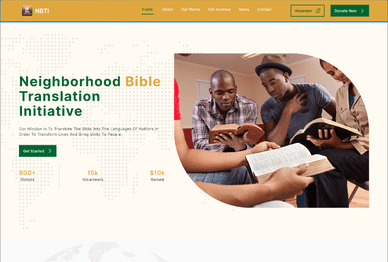 NBTI
Home About Our Works Get Involved News Contact
Volunteer
Donate Now
Neighborhood Bible
Translation
Initiative
Our Mission Is To Translate The Bible Into The Languages Of Nations In
Order To Transform Lives And Bring Unity To People.
Get Started
800+ 15k $10k
Donors Volunteers Raised